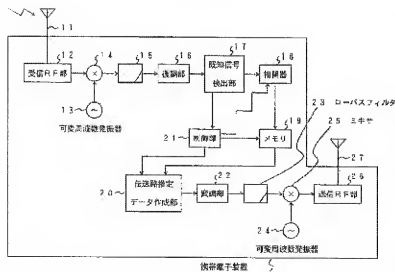 11
12
14
15
16
17
18
受信RF部
×
復調部
既知信号
検出部
相関器
13
可変周波数発振器
23 ローパスフィルタ
19
25 ミキサ
21
制御部
メモリ
27
20
伝送路推定
データ作成部
22
変調部
×
送信RF部
26
24
可変周波数発振器
携帯電子装置
1